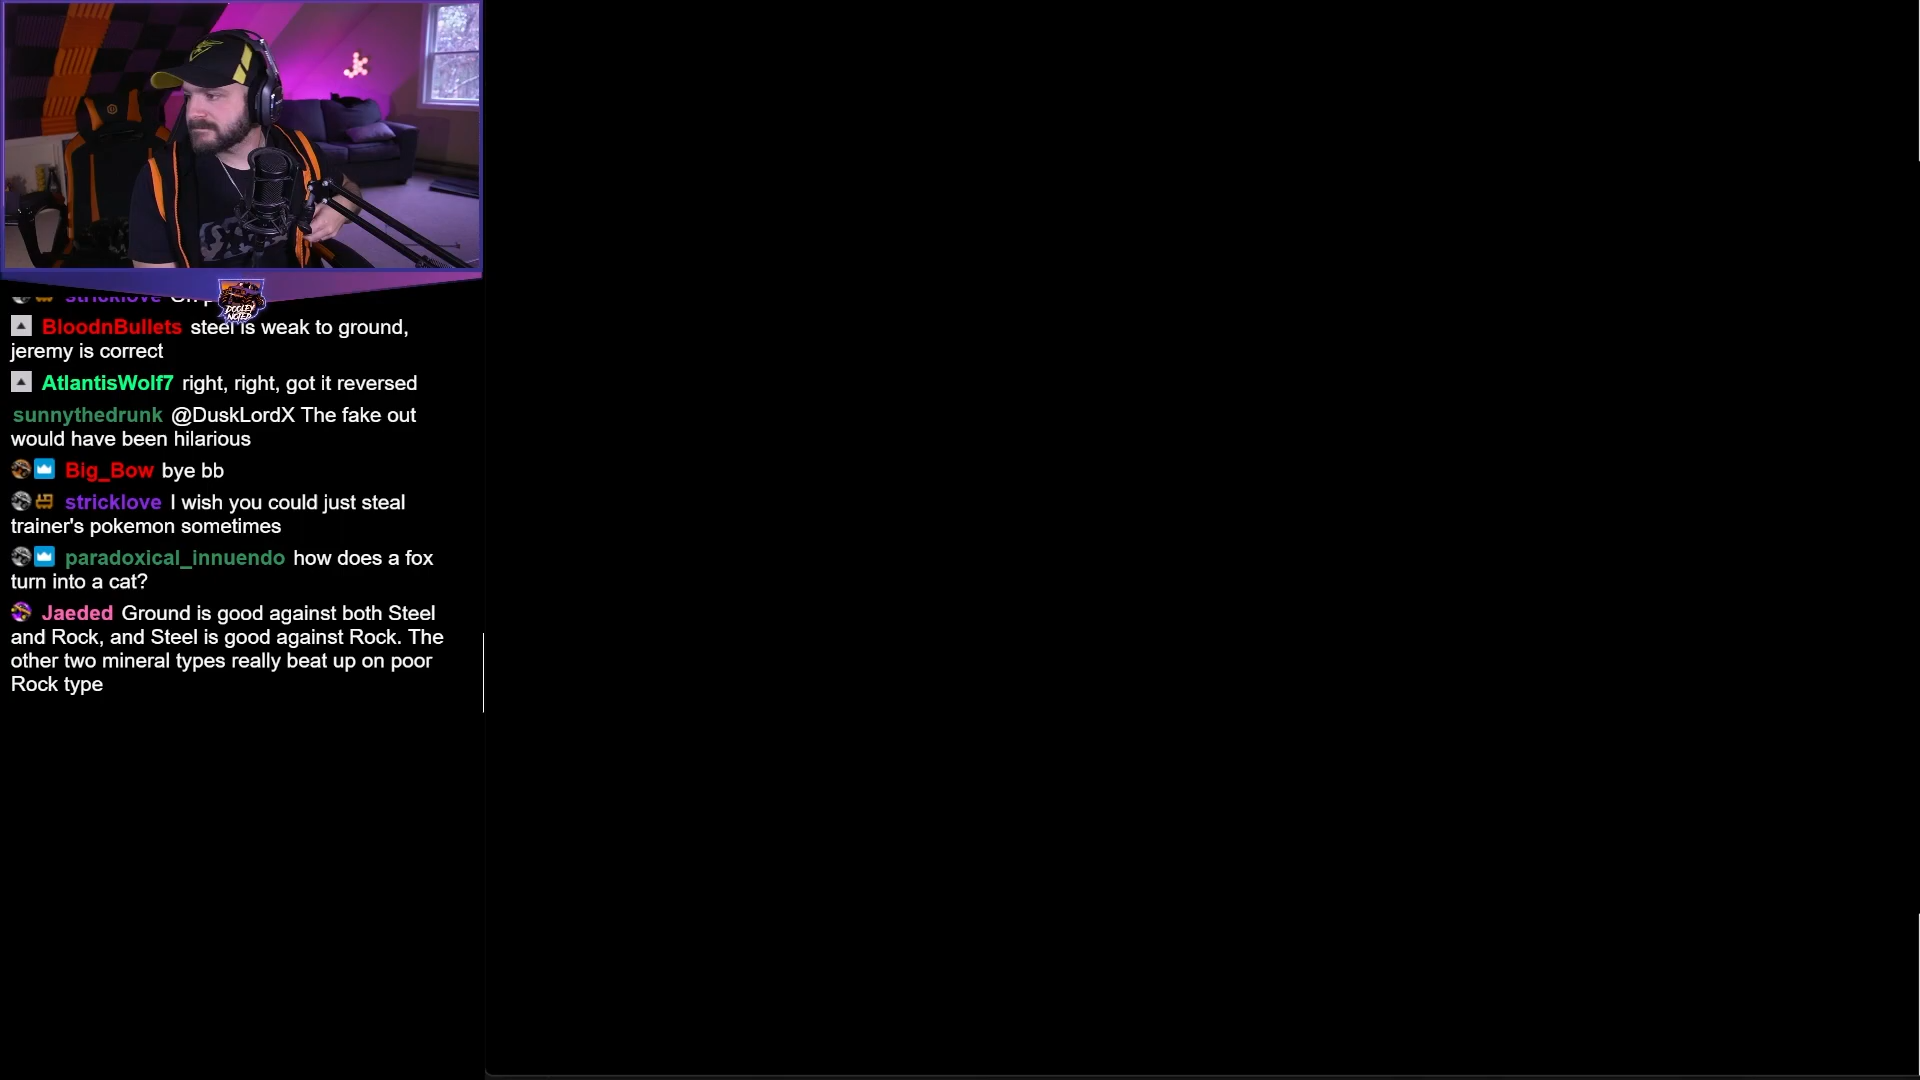 DOOLEY
NOTED
stricklove
BloodnBullets steel is weak to ground,
jeremy is correct
AtlantisWolf7 right, right, got it reversed
sunnythedrunk @DuskLordX The fake out
would have been hilarious
Big_Bow bye bb
stricklove I wish you could just steal
trainer's pokemon sometimes
paradoxical_innuendo how does a fox
turn into a cat?
Jaeded Ground is good against both Steel
and Rock, and Steel is good against Rock. The
other two mineral types really beat up on poor
Rock type